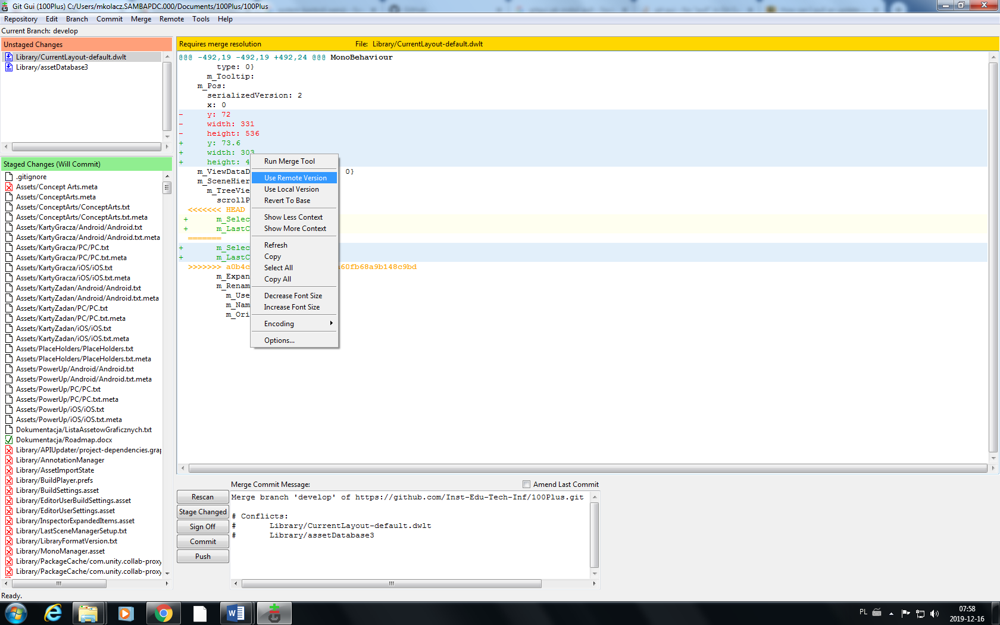 Git Gui (100Plus) C:/Users/mkolacz.SAMBAPDC.000/Documents/100Plus/100Plus
Repository Edit Branch Commit Merge Remote Tools Help
Current Branch: develop
Unstaged Changes
Library/CurrentLayout-default.dwlt
Library/assetDatabase3
Staged Changes (Will Commit)
.gitignore
Assets/Concept Arts.meta
Assets/ConceptArts.meta
Assets/ConceptArts/ConceptArts.txt
Assets/ConceptArts/ConceptArts.txt.meta
Assets/KartyGracza/Android/Android.txt
Assets/KartyGracza/Android/Android.txt.meta
Assets/KartyGracza/PC/PC.txt
Assets/KartyGracza/PC/PC.txt.meta
Assets/KartyGracza/iOS/iOS.txt
Assets/KartyGracza/iOS/iOS.txt.meta
Assets/KartyZadan/Android/Android.txt
Assets/KartyZadan/Android/Android.txt.meta
Assets/KartyZadan/PC/PC.txt
Assets/KartyZadan/PC/PC.txt.meta
Assets/KartyZadan/iOS/iOS.txt
Assets/KartyZadan/iOS/iOS.txt.meta
Assets/PlaceHolders/PlaceHolders.txt
Assets/PlaceHolders/PlaceHolders.txt.meta
Assets/PowerUp/Android/Android.txt
Assets/PowerUp/Android/Android.txt.meta
Assets/PowerUp/PC/PC.txt
Assets/PowerUp/PC/PC.txt.meta
Assets/PowerUp/iOS/iOS.txt
Assets/PowerUp/iOS/iOS.txt.meta
Dokumentacja/ListaAssetowGraficznych.txt
Dokumentacja/Roadmap.docx
Library/APIUpdater/project-dependencies.grap
Library/AnnotationManager
Library/AssetImportState
Library/BuildPlayer.prefs
Library/BuildSettings.asset
Library/EditorUserBuildSettings.asset
Library/EditorUserSettings.asset
Library/InspectorExpandedItems.asset
Library/LastSceneManagerSetup.txt
Library/LibraryFormatVersion.txt
Library/MonoManager.asset
Library/PackageCache/com.unity.collab-proxy
Library/PackageCache/com.unity.collab-proxy
Requires merge resolution File: Library/CurrentLayout-default.dwlt
@@@ -492,19 -492,19 +492,24 @@@ MonoBehaviour
type: 0}
m_Tooltip:
m_Pos:
serializedVersion: 2
x: 0
- y: 72
- width: 331
- height: 536
+ y: 73.6
+ width: 303
+ height: 4
m_ViewDataD 0}
m_SceneHier
m_TreeVie
scrollP
<<<<<<< HEAD
+ m_Selec
+ m_LastC
=======
+ m_Selec
+ m_LastC
>>>>>>> a0b4c 60fb68a9b148c9bd
m_Expan
m_Renam
m_Use
m_Nam
m_Ori
Run Merge Tool
Use Remote Version
Use Local Version
Revert To Base
Show Less Context
Show More Context
Refresh
Copy
Select All
Copy All
Decrease Font Size
Increase Font Size
Encoding
Options...
Merge Commit Message: Amend Last Commit
Rescan
Stage Changed
Sign Off
Commit
Push
Merge branch 'develop' of https://github.com/Inst-Edu-Tech-Inf/100Plus.git
# Conflicts:
# Library/CurrentLayout-default.dwlt
# Library/assetDatabase3
Ready.
PL
07:58
2019-12-16